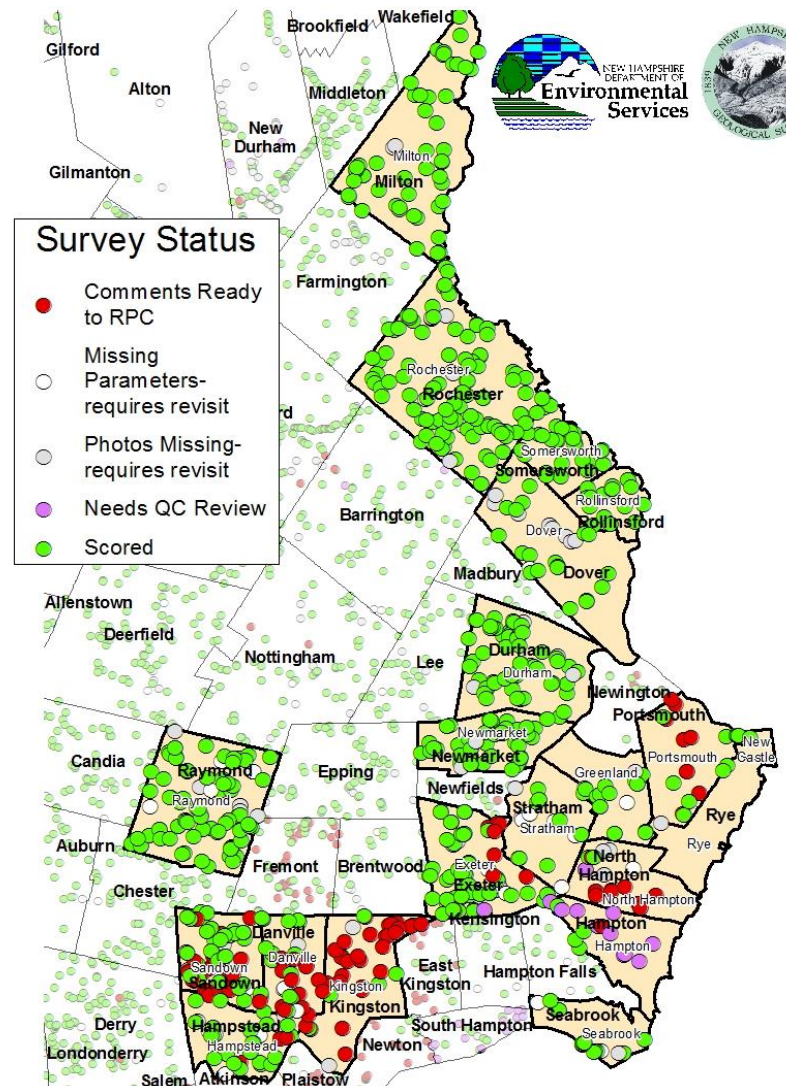 Brookfield
Wakefield
Gilford
Alton
Middleton
New
Durham
Gilmanton
NEW HAMPSHIRE
DEPARTMENT OF
Environmental
Services
NEW HAMPSHIRE
1839
GEOLOGICAL
Milton
Milton
Survey Status
Comments Ready
to RPC
Missing
Parameters-
requires revisit
Photos Missing-
requires revisit
Needs QC Review
Scored
Farmington
Rochester
Rochester
Somersworth
Somersworth
Rollinsford
Rollinsford
Barrington
Dover
Dover
Madbury
Allenstown
Deerfield
Nottingham
Lee
Durham
Durham
Newington
Portsmouth
Portsmouth
New
Castle
Newmarket
Newmarket
Candia
Raymond
Raymond
Epping
Newfields
Greenland
Stratham
Stratham
Rye
Rye
Auburn
Fremont
Brentwood
Exeter
Exeter
North
Hampton
North Hampton
Chester
Kensington
Hampton
Hampton
Danville
Danville
Sandown
Sandown
Kingston
Kingston
East
Kingston
Hampton Falls
Hampstead
Hampstead
South Hampton
Seabrook
Seabrook
Derry
Londonderry
Newton
Salem
Atkinson
Plaistow